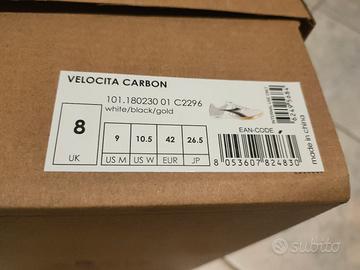 VELOCITA CARBON
101.180230 01 C2296
white/black/gold
8
UK
9
US M
10.5
US W
42
EUR
26.5
JP
EAN-CODE
8 053607 824830
made in china
subito